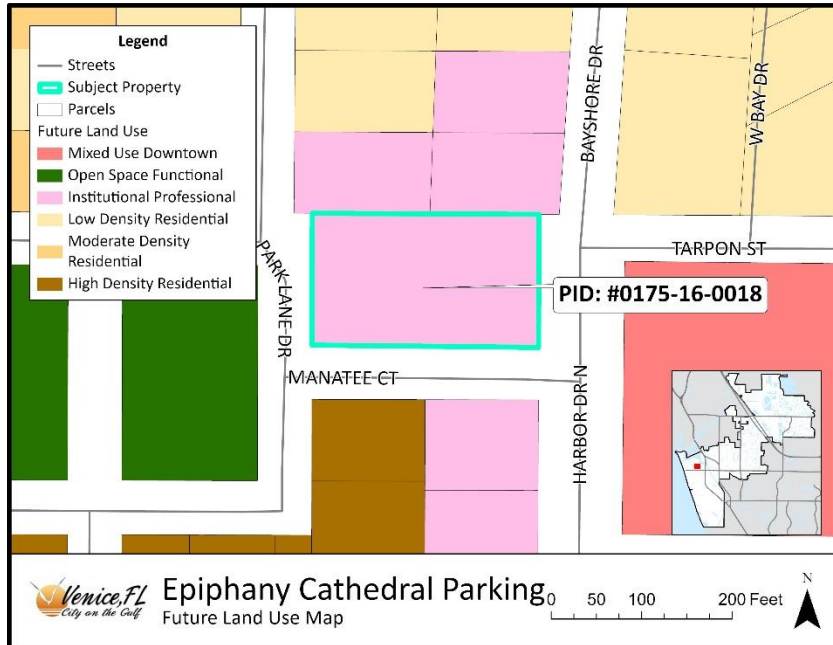 Legend
Streets
Subject Property
Parcels
Future Land Use
Mixed Use Downtown
Open Space Functional
Institutional Professional
Low Density Residential
Moderate Density
Residential
High Density Residential
BAYSHORE DR
W BAY DR
TARPON ST
PARK LANE DR
PID: #0175-16-0018
MANATEE CT
HARBOR DR N
Venice, FL
City on the Gulf
Epiphany Cathedral Parking
Future Land Use Map
0 50 100 200 Feet
N